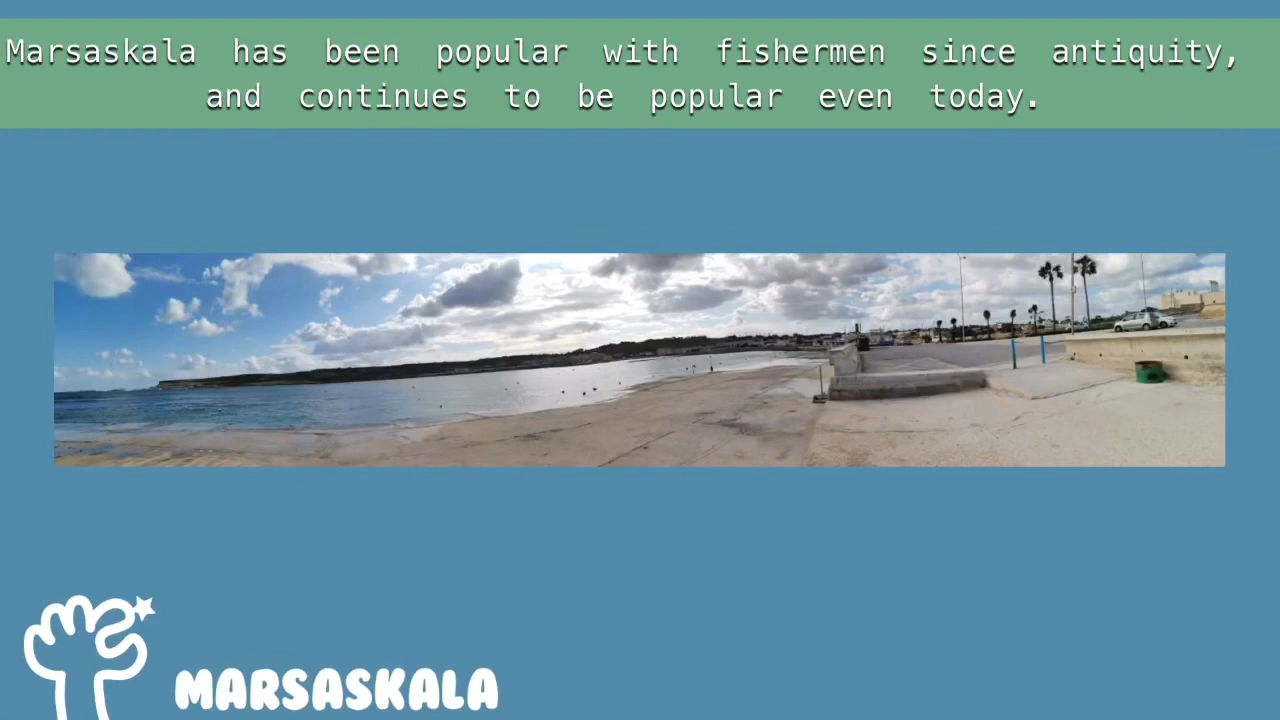 Marsaskala has been popular with fishermen since antiquity,
and continues to be popular even today.
MARSASKALA